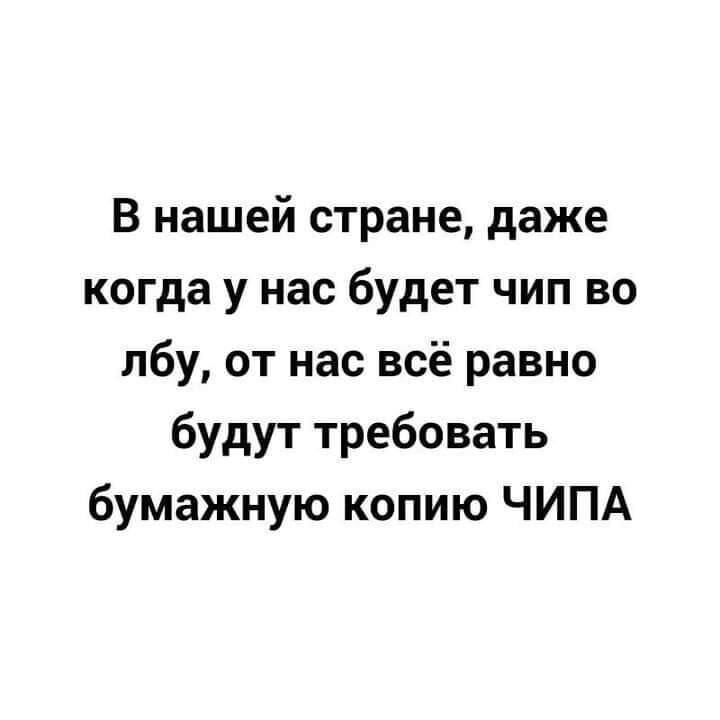 В нашей стране, даже
когда у нас будет чип во
лбу, от нас всё равно
будут требовать
бумажную копию ЧИПА